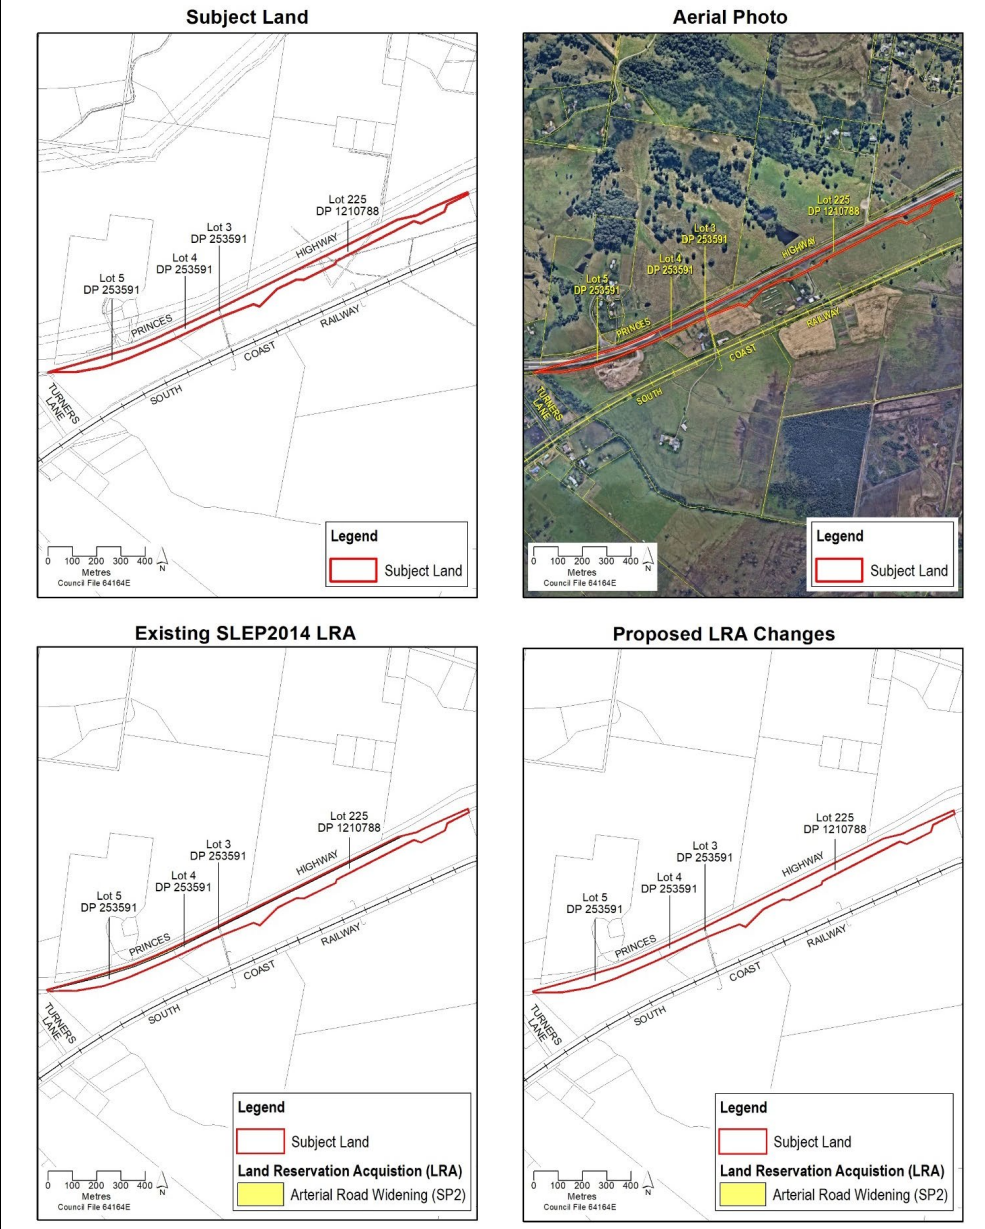 Subject Land
Lot 225
DP 1210788
Lot 3
DP 253591
Lot 4
DP 253591
Lot 5
DP 253591
HIGHWAY
PRINCES
RAILWAY
COAST
SOUTH
TURNERS
LANE
Legend
Subject Land
0 100 200 300 400
Metres
Council File 64164E
N
Aerial Photo
Lot 225
DP 1210788
Lot 3
DP 253591
Lot 4
DP 253591
Lot 5
DP 253591
HIGHWAY
PRINCES
RAILWAY
COAST
SOUTH
TURNERS
LANE
Legend
Subject Land
0 100 200 300 400
Metres
Council File 64164E
N
Existing SLEP2014 LRA
Lot 225
DP 1210788
Lot 3
DP 253591
Lot 4
DP 253591
Lot 5
DP 253591
HIGHWAY
PRINCES
RAILWAY
COAST
SOUTH
TURNERS
LANE
Legend
Subject Land
Land Reservation Acquistion (LRA)
Arterial Road Widening (SP2)
0 100 200 300 400
Metres
Council File 64164E
N
Proposed LRA Changes
Lot 225
DP 1210788
Lot 3
DP 253591
Lot 4
DP 253591
Lot 5
DP 253591
HIGHWAY
PRINCES
RAILWAY
COAST
SOUTH
TURNERS
LANE
Legend
Subject Land
Land Reservation Acquistion (LRA)
Arterial Road Widening (SP2)
0 100 200 300 400
Metres
Council File 64164E
N